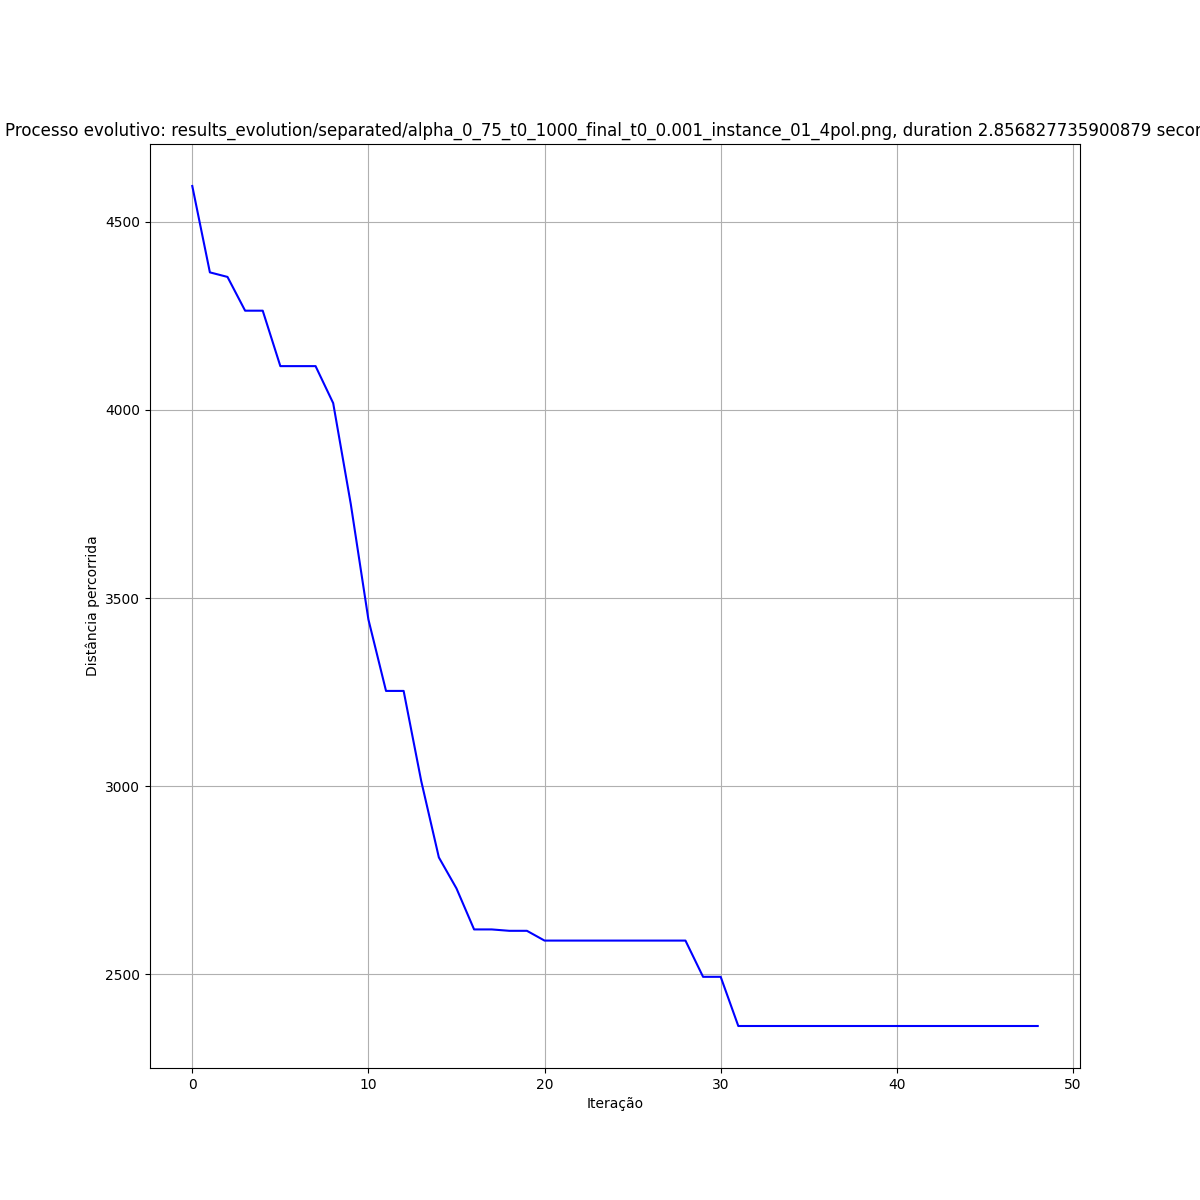 Processo evolutivo: results_evolution/separated/alpha_0_75_t0_1000_final_t0_0.001_instance_01_4pol.png, duration 2.856827735900879
4500
4000
3500
3000
2500
Distância percorrida
0 10 20 30 40 50
Iteração